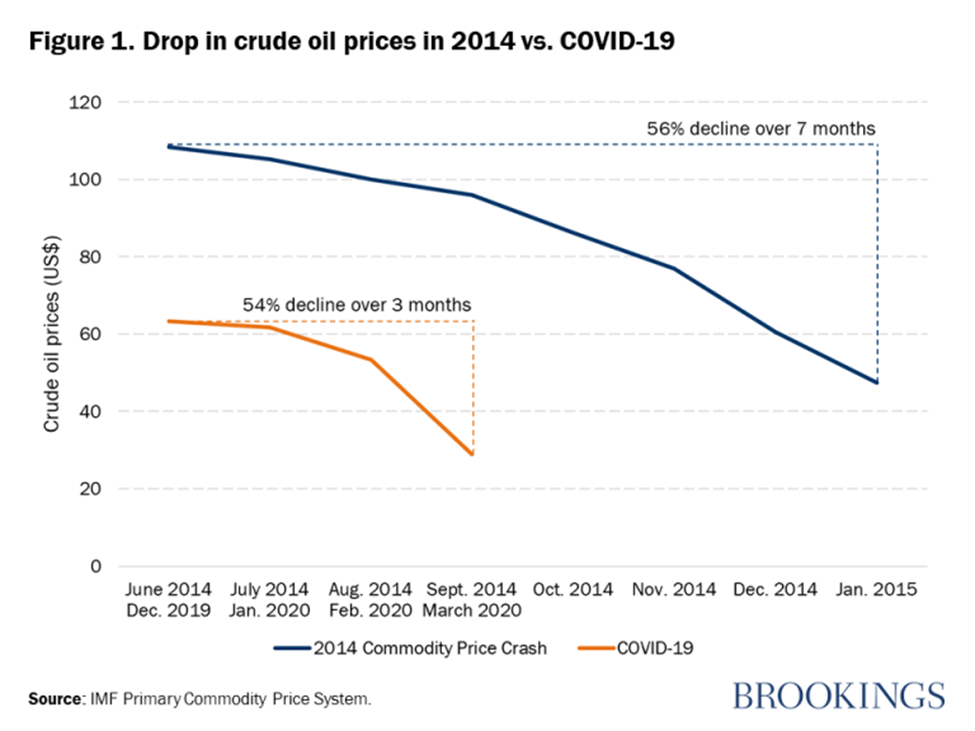 Figure 1. Drop in crude oil prices in 2014 vs. COVID-19
120
56% decline over 7 months
100
80
54% decline over 3 months
60
40
20
0
Crude oil prices (US$)
June 2014 July 2014 Aug. 2014 Sept. 2014 Oct. 2014 Nov. 2014 Dec. 2014 Jan. 2015
Dec. 2019 Jan. 2020 Feb. 2020 March 2020
2014 Commodity Price Crash COVID-19
Source: IMF Primary Commodity Price System.
BROOKINGS